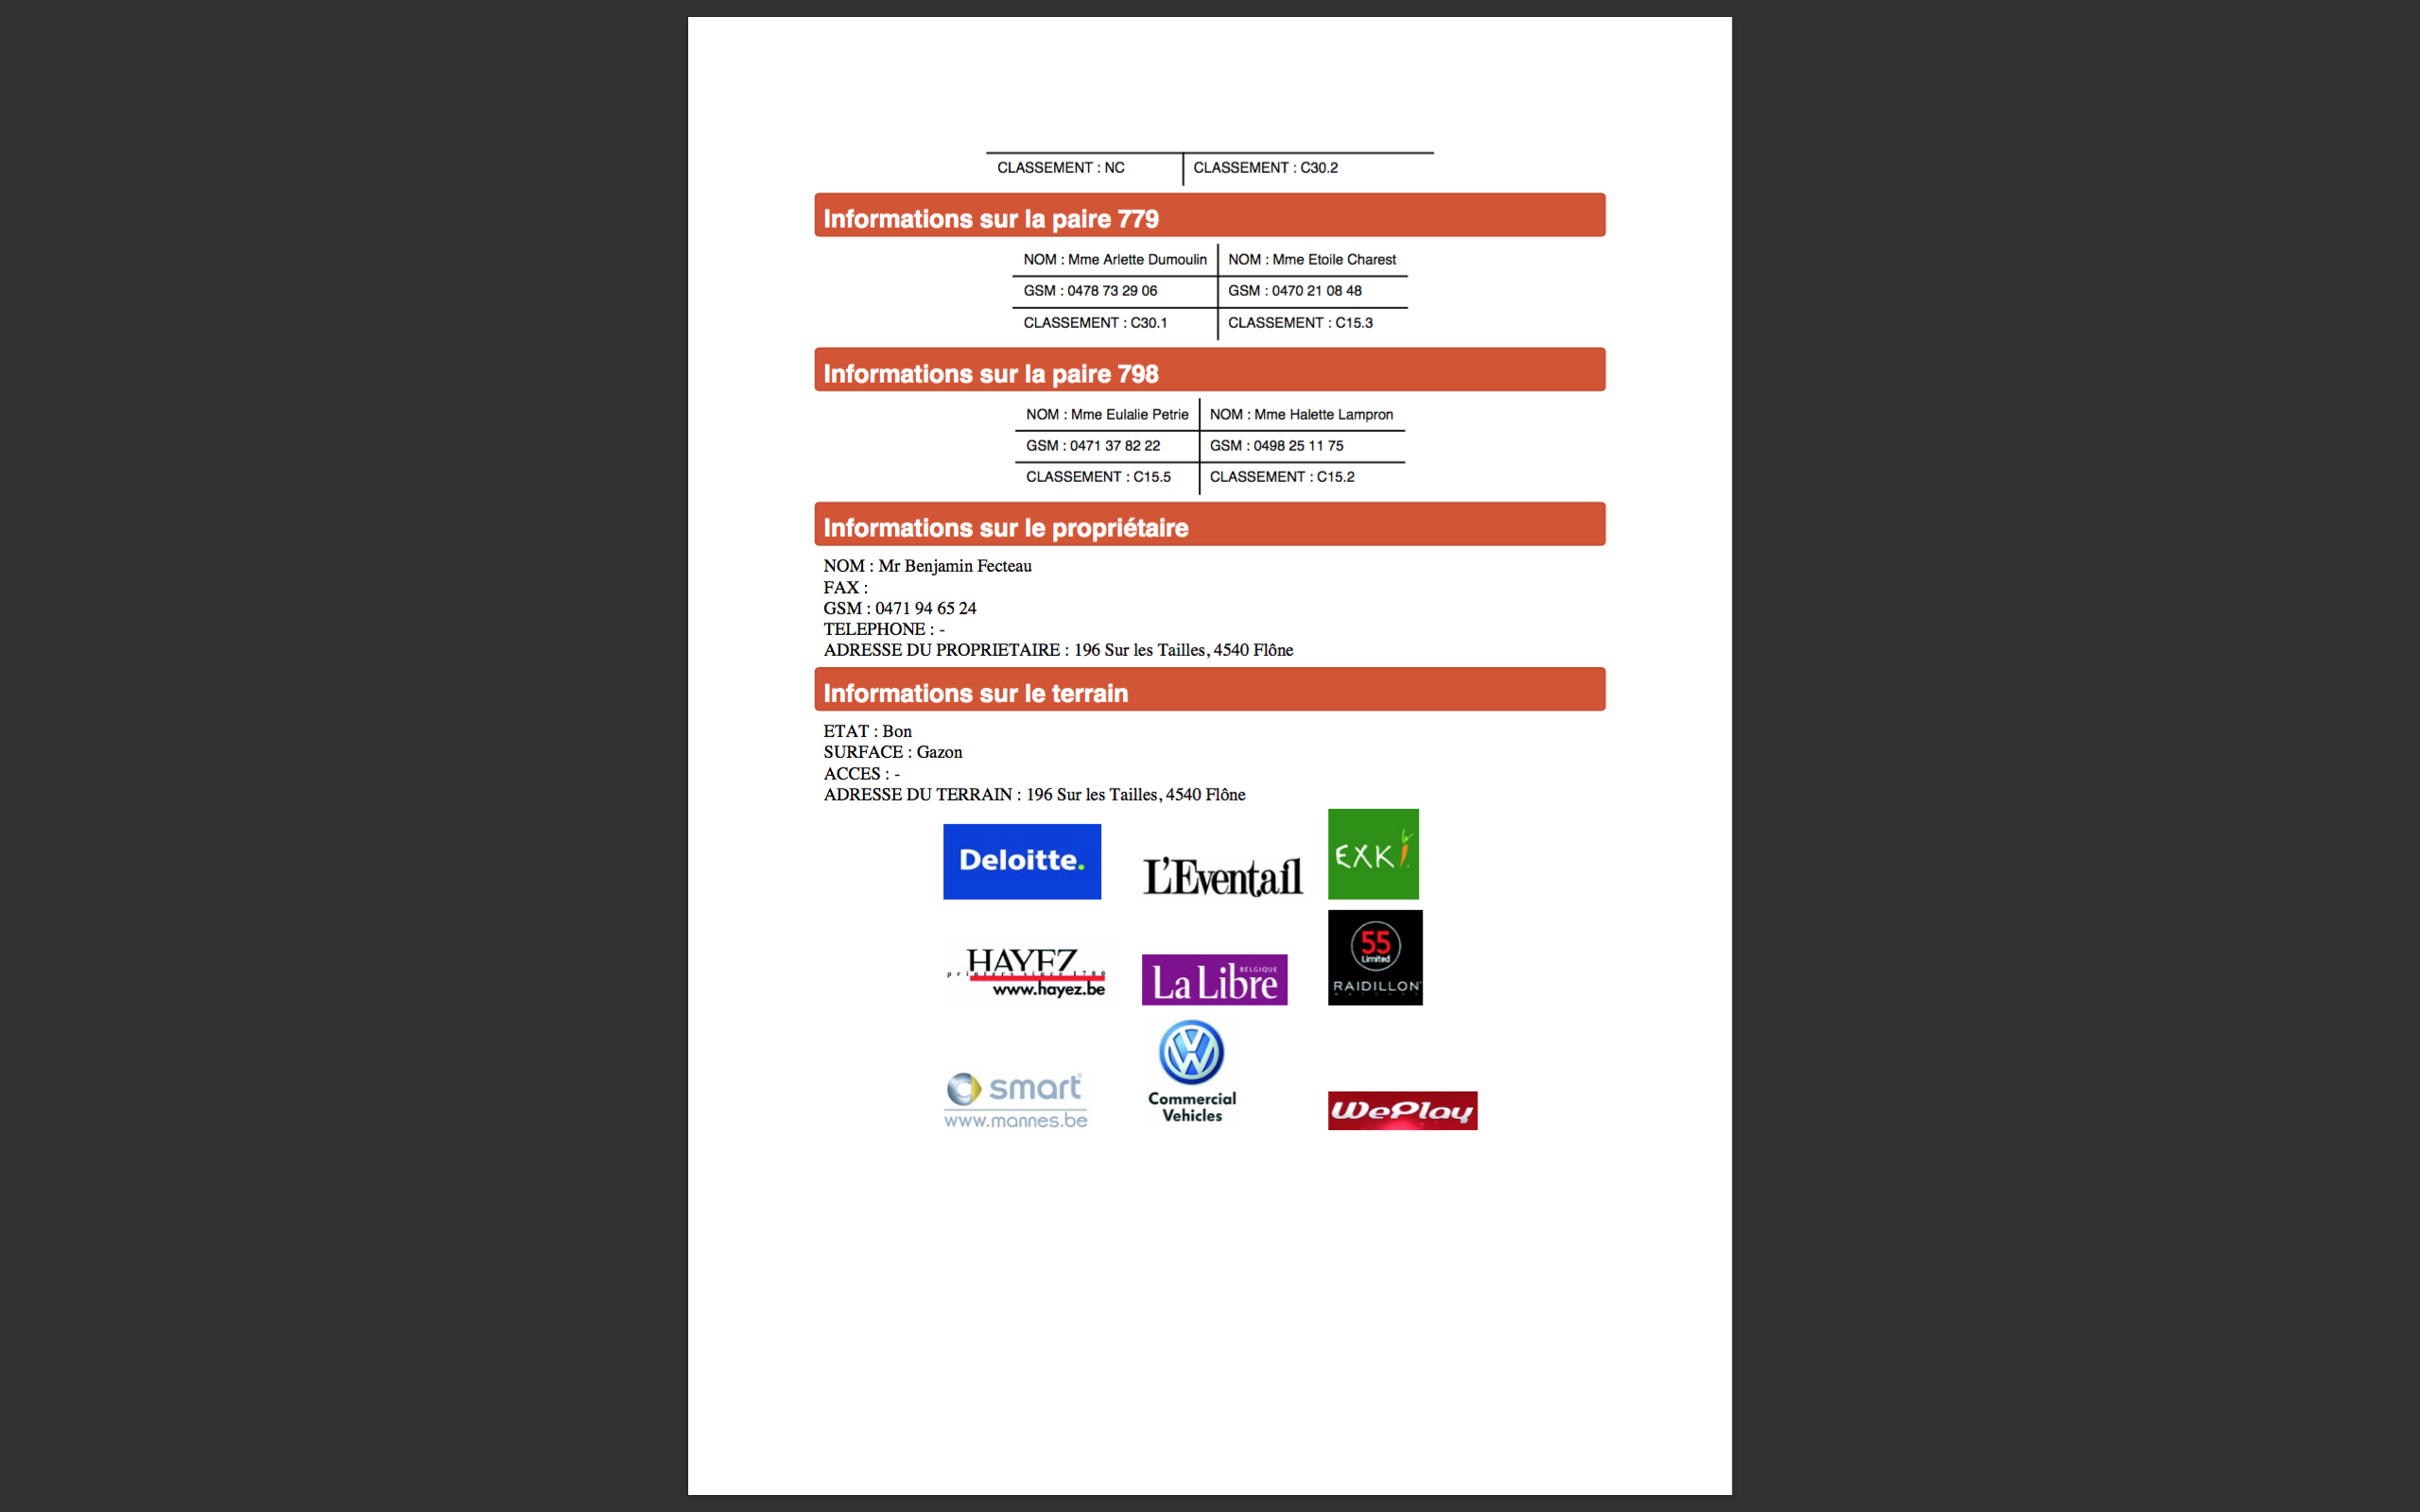 CLASSEMENT : NC CLASSEMENT : C30.2
Informations sur la paire 779
NOM : Mme Arlette Dumoulin NOM : Mme Etoile Charest
GSM : 0478 73 29 06 GSM : 0470 21 08 48
CLASSEMENT : C30.1 CLASSEMENT : C15.3
Informations sur la paire 798
NOM : Mme Eulalie Petrie NOM : Mme Halette Lampron
GSM : 0471 37 82 22 GSM : 0498 25 11 75
CLASSEMENT : C15.5 CLASSEMENT : C15.2
Informations sur le propriétaire
NOM : Mr Benjamin Fecteau
FAX :
GSM : 0471 94 65 24
TELEPHONE : -
ADRESSE DU PROPRIETAIRE : 196 Sur les Tailles, 4540 Flône
Informations sur le terrain
ETAT : Bon
SURFACE : Gazon
ACCES : -
ADRESSE DU TERRAIN : 196 Sur les Tailles, 4540 Flône
Deloitte.
L'Eventail
EXKi
HAYEZ
printers since 1780
www.hayez.be
La Libre
BELGIQUE
55
Limited
RAIDILLON
smart
www.mannes.be
Commercial
Vehicles
WePlay